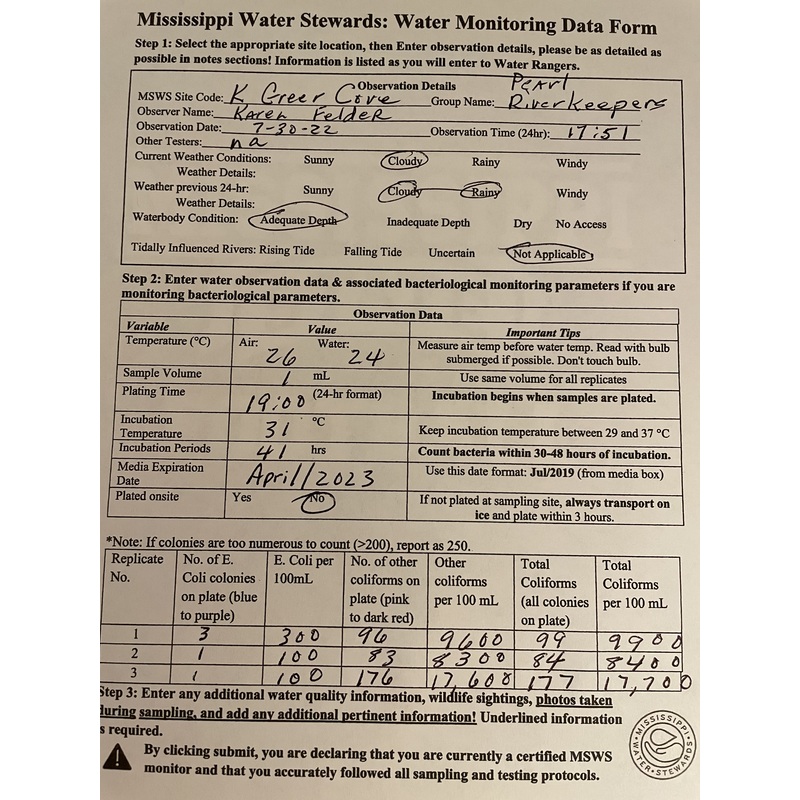 Mississippi Water Stewards: Water Monitoring Data Form
Step 1: Select the appropriate site location, then Enter observation details, please be as detailed as
possible in notes sections! Information is listed as you will enter to Water Rangers.
Observation Details
MSWS Site Code: K Greer Cove Group Name: Pearl Riverkeepers
Observer Name: Karen Felder
Observation Date: 7-30-22 Observation Time (24hr): 17:51
Other Testers: na
Current Weather Conditions: Sunny Cloudy Rainy Windy
Weather Details:
Weather previous 24-hr: Sunny Cloudy Rainy Windy
Weather Details:
Waterbody Condition: Adequate Depth Inadequate Depth Dry No Access
Tidally Influenced Rivers: Rising Tide Falling Tide Uncertain Not Applicable
Step 2: Enter water observation data & associated bacteriological monitoring parameters if you are
monitoring bacteriological parameters.
Observation Data
Variable Value Important Tips
Temperature (°C) Air: 26 Water: 24 Measure air temp before water temp. Read with bulb
submerged if possible. Don't touch bulb.
Sample Volume 1 mL Use same volume for all replicates
Plating Time 19:00 (24-hr format) Incubation begins when samples are plated.
Incubation
Temperature 31 °C Keep incubation temperature between 29 and 37 °C
Incubation Periods 41 hrs Count bacteria within 30-48 hours of incubation.
Media Expiration
Date April/2023 Use this date format: Jul/2019 (from media box)
Plated onsite Yes No If not plated at sampling site, always transport on
ice and plate within 3 hours.
*Note: If colonies are too numerous to count (>200), report as 250.
Replicate No. of E. E. Coli per No. of other Other Total Total
No. Coli colonies 100mL coliforms on coliforms Coliforms Coliforms
on plate (blue plate (pink per 100 mL (all colonies per 100 mL
to purple) to dark red) on plate)
1 3 300 96 9600 99 9900
2 1 100 83 8300 84 8400
3 1 100 176 17,600 177 17,700
Step 3: Enter any additional water quality information, wildlife sightings, photos taken
during sampling, and add any additional pertinent information! Underlined information
s required.
By clicking submit, you are declaring that you are currently a certified MSWS
monitor and that you accurately followed all sampling and testing protocols.
MISSISSIPPI WATER STEWARDS